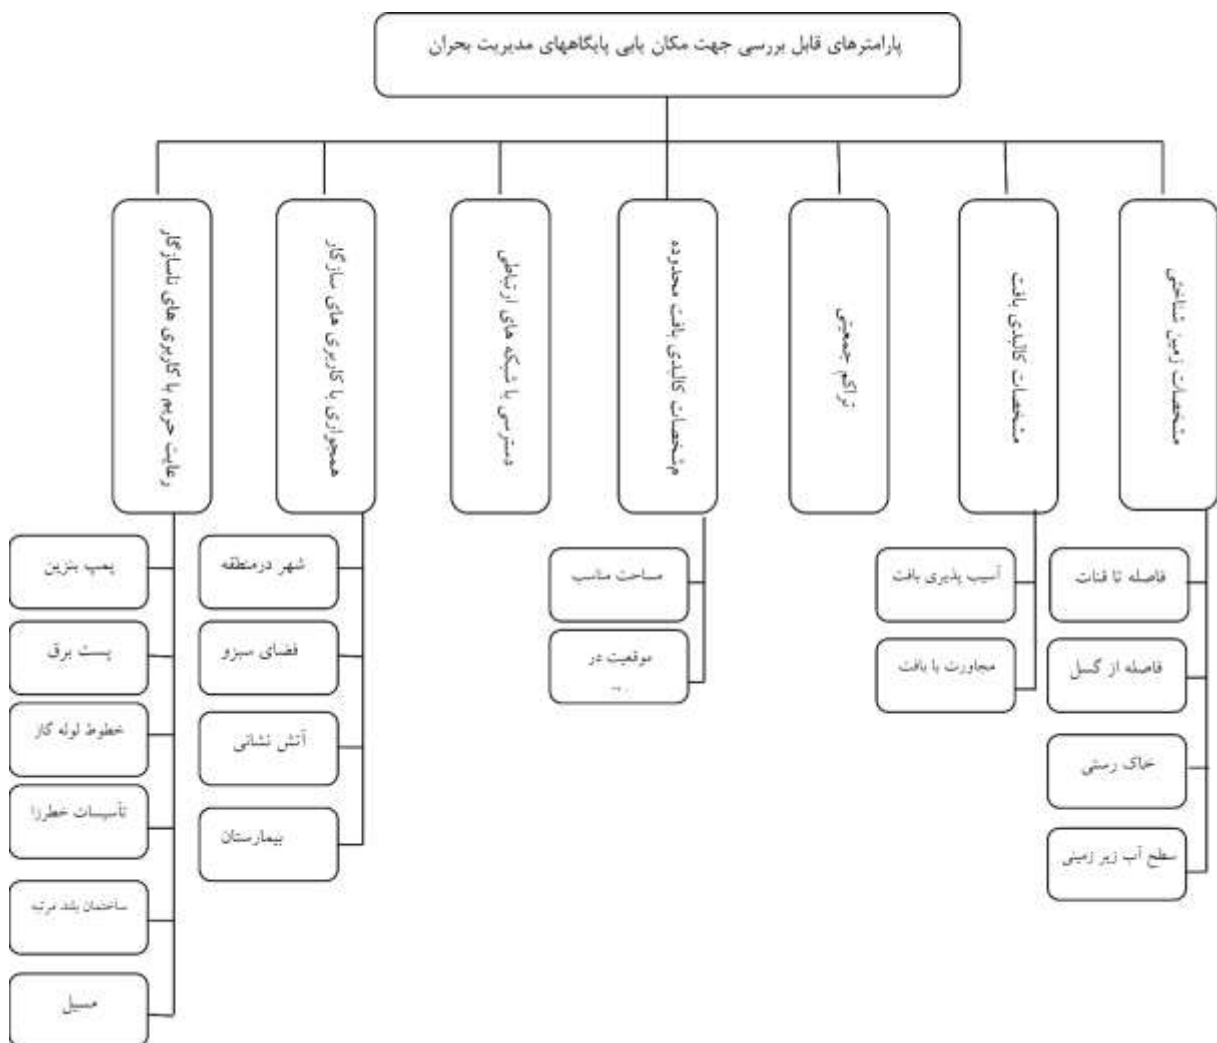 پارامترهای قابل بررسی جهت مکان یابی پایگاههای مدیریت بحران
مشخصات زمین شناختی
مشخصات کالبدی بافت
تراکم جمعیتی
مشخصات کالبدی بافت محدوده
دسترسی با شبکه های ارتباطی
همجواری با کاربری های سازگار
رعایت حریم با کاربری های ناسازگار
فاصله تا قنات
فاصله از گسل
خاک رستی
سطح آب زیر زمینی
آسیب پذیری بافت
مجاورت با بافت
مساحت مناسب
موقعیت در
شهر درمنطقه
فضای سبزو
آتش نشانی
بیمارستان
پمپ بنزین
پست برق
خطوط لوله گاز
تأسیسات خطرزا
ساختمان بلند مرتبه
مسیل